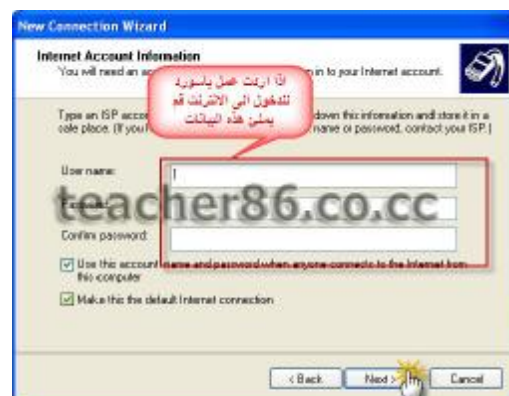 New Connection Wizard
Internet Account Information
You will need an acc n in to your Internet account.
اذا اردت عمل باسورد
للدخول الى الانترنت قم
بملئ هذه البيانات
Type an ISP accou down this information and store it in a
safe place. (If you name or password, contact your ISP.)
User name:
Password:
teacher86.co.cc
Confirm password:
Use this account name and password when anyone connects to the Internet from
this computer
Make this the default Internet connection
< Back
Next >
Cancel